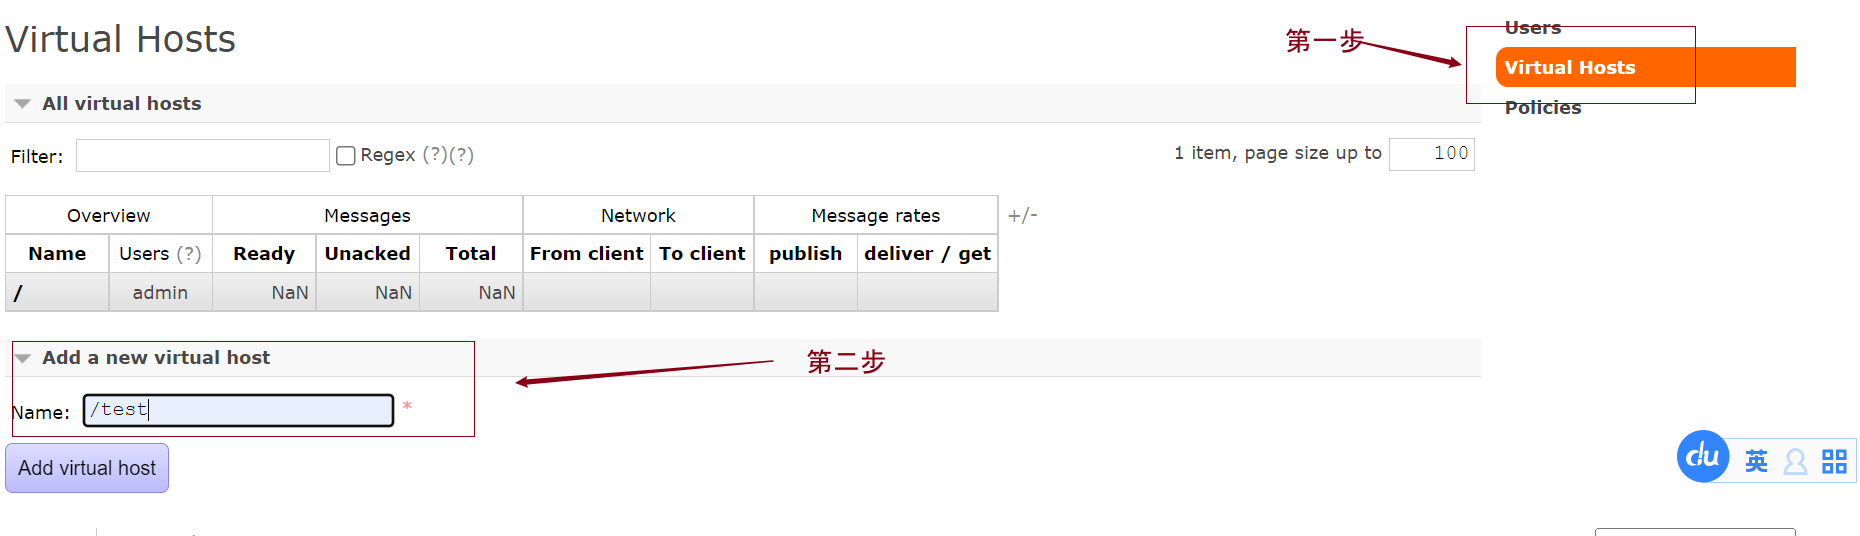 Virtual Hosts
第一步
Users
Virtual Hosts
Policies
All virtual hosts
Filter:
Regex (?)(?)
1 item, page size up to 100
Overview Messages Network Message rates +/-
Name Users (?) Ready Unacked Total From client To client publish deliver / get
/ admin NaN NaN NaN
Add a new virtual host
第二步
Name: /test *
Add virtual host
du 英